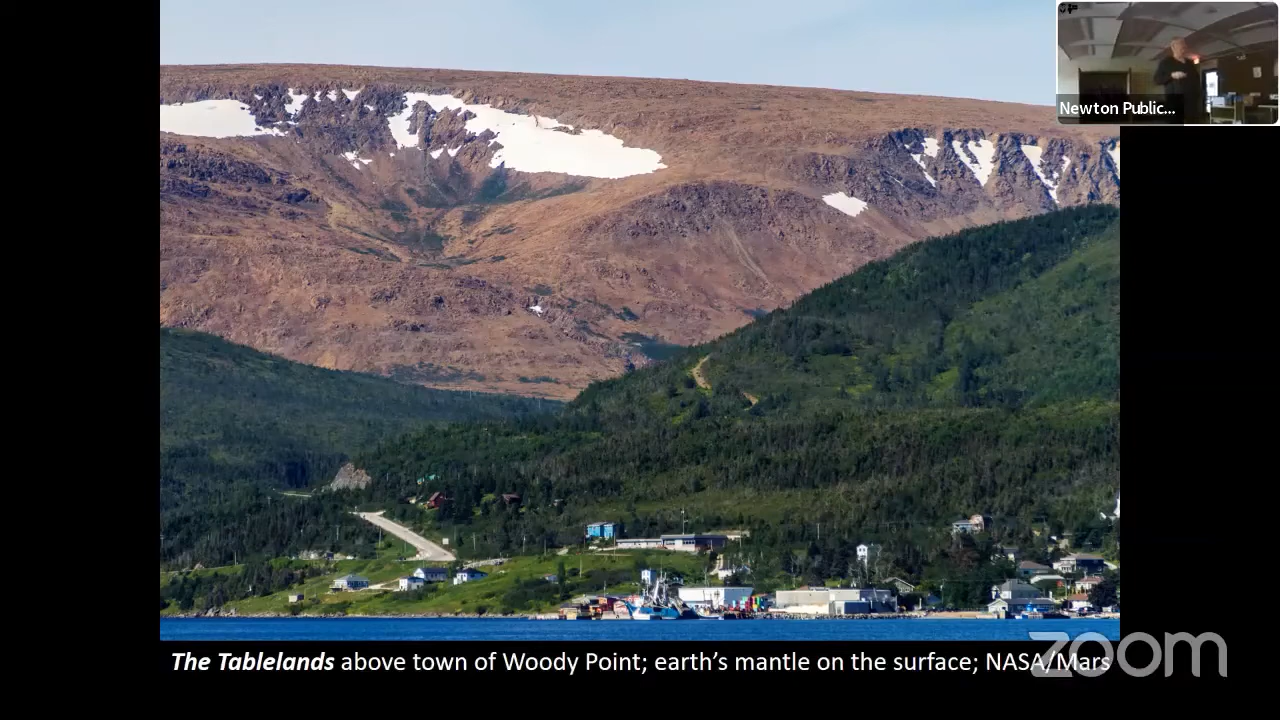 Newton Public...
The Tablelands above town of Woody Point; earth's mantle on the surface; NASA/Mars
zoom